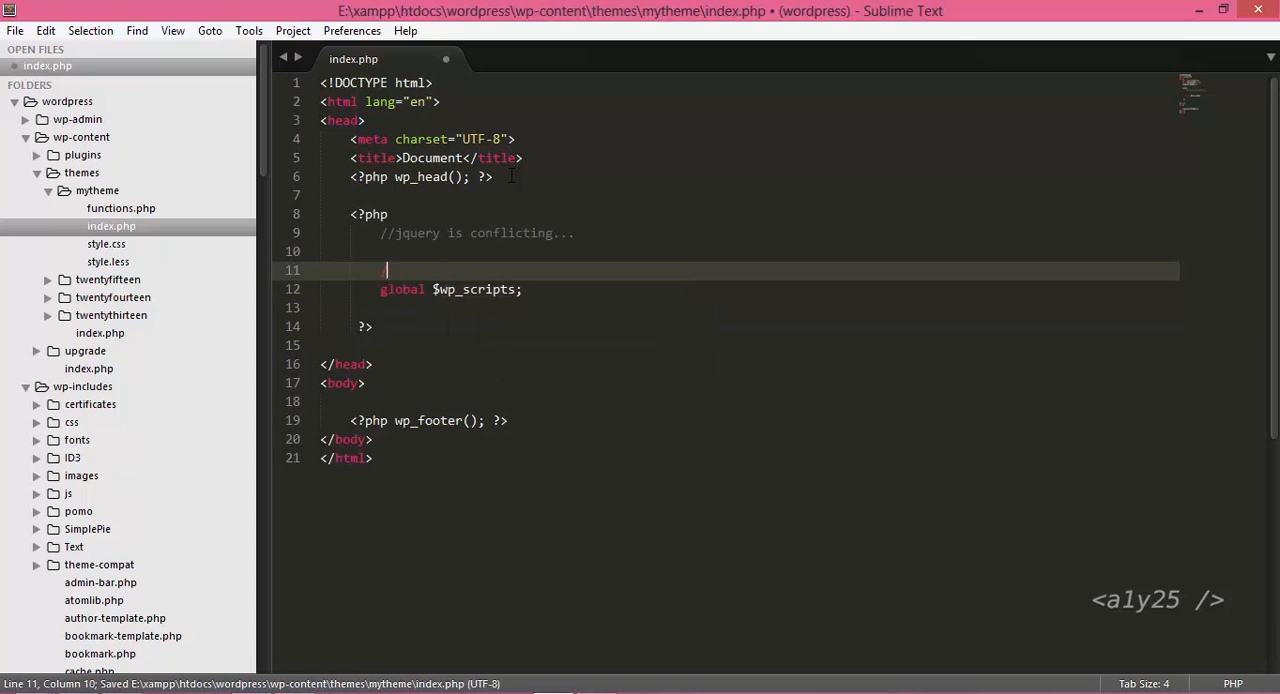 E:\xampp\htdocs\wordpress\wp-content\themes\mytheme\index.php • (wordpress) - Sublime Text
File Edit Selection Find View Goto Tools Project Preferences Help
OPEN FILES
index.php
FOLDERS
wordpress
wp-admin
wp-content
plugins
themes
mytheme
functions.php
index.php
style.css
style.less
twentyfifteen
twentyfourteen
twentythirteen
index.php
upgrade
index.php
wp-includes
certificates
css
fonts
ID3
images
js
pomo
SimplePie
Text
theme-compat
admin-bar.php
atomlib.php
author-template.php
bookmark-template.php
bookmark.php
cache.php
index.php
1 <!DOCTYPE html>
2 <html lang="en">
3 <head>
4 <meta charset="UTF-8">
5 <title>Document</title>
6 <?php wp_head(); ?>
7
8 <?php
9 //jquery is conflicting...
10
11 /
12 global $wp_scripts;
13
14 ?>
15
16 </head>
17 <body>
18
19 <?php wp_footer(); ?>
20 </body>
21 </html>
<a1y25 />
Line 11, Column 10; Saved E:\xampp\htdocs\wordpress\wp-content\themes\mytheme\index.php (UTF-8)
Tab Size: 4
PHP